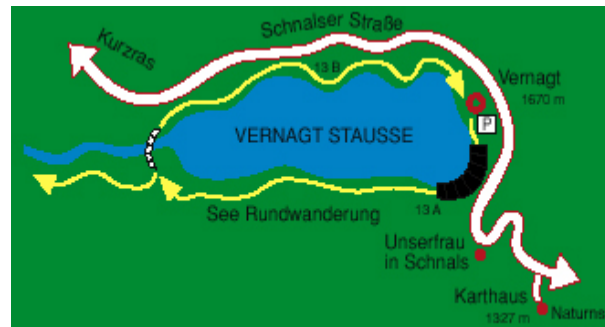 Schnalser Straße
Kurzras
13 B
Vernagt
1670 m
P
VERNAGT STAUSSE
See Rundwanderung
13 A
Unserfrau
in Schnals
Karthaus
1327 m
Naturns